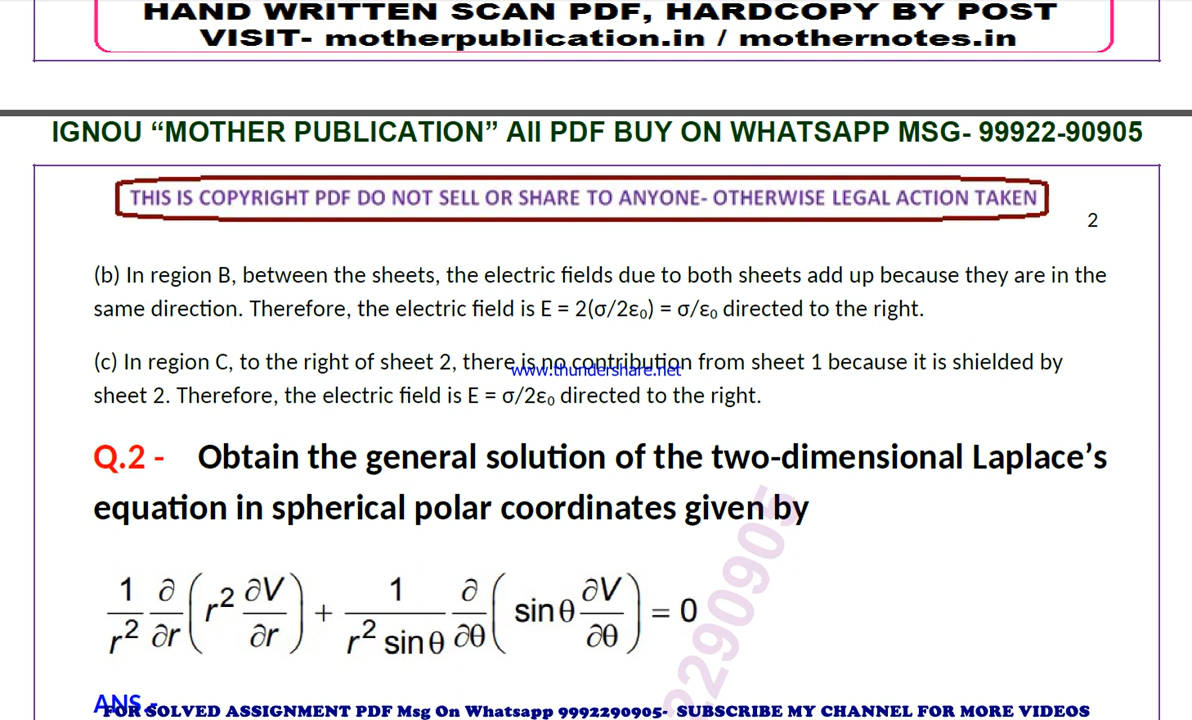 HAND WRITTEN SCAN PDF, HARDCOPY BY POST
VISIT- motherpublication.in / mothernotes.in
IGNOU “MOTHER PUBLICATION” All PDF BUY ON WHATSAPP MSG- 99922-90905
THIS IS COPYRIGHT PDF DO NOT SELL OR SHARE TO ANYONE- OTHERWISE LEGAL ACTION TAKEN
2
(b) In region B, between the sheets, the electric fields due to both sheets add up because they are in the
same direction. Therefore, the electric field is E = 2(σ/2ε₀) = σ/ε₀ directed to the right.
(c) In region C, to the right of sheet 2, there is no contribution from sheet 1 because it is shielded by
www.thundershare.net
sheet 2. Therefore, the electric field is E = σ/2ε₀ directed to the right.
Q.2 - Obtain the general solution of the two-dimensional Laplace’s
equation in spherical polar coordinates given by
1/r² ∂/∂r (r² ∂V/∂r) + 1/(r² sinθ) ∂/∂θ (sinθ ∂V/∂θ) = 0
2290905
ANS -
FOR SOLVED ASSIGNMENT PDF Msg On Whatsapp 9992290905- SUBSCRIBE MY CHANNEL FOR MORE VIDEOS